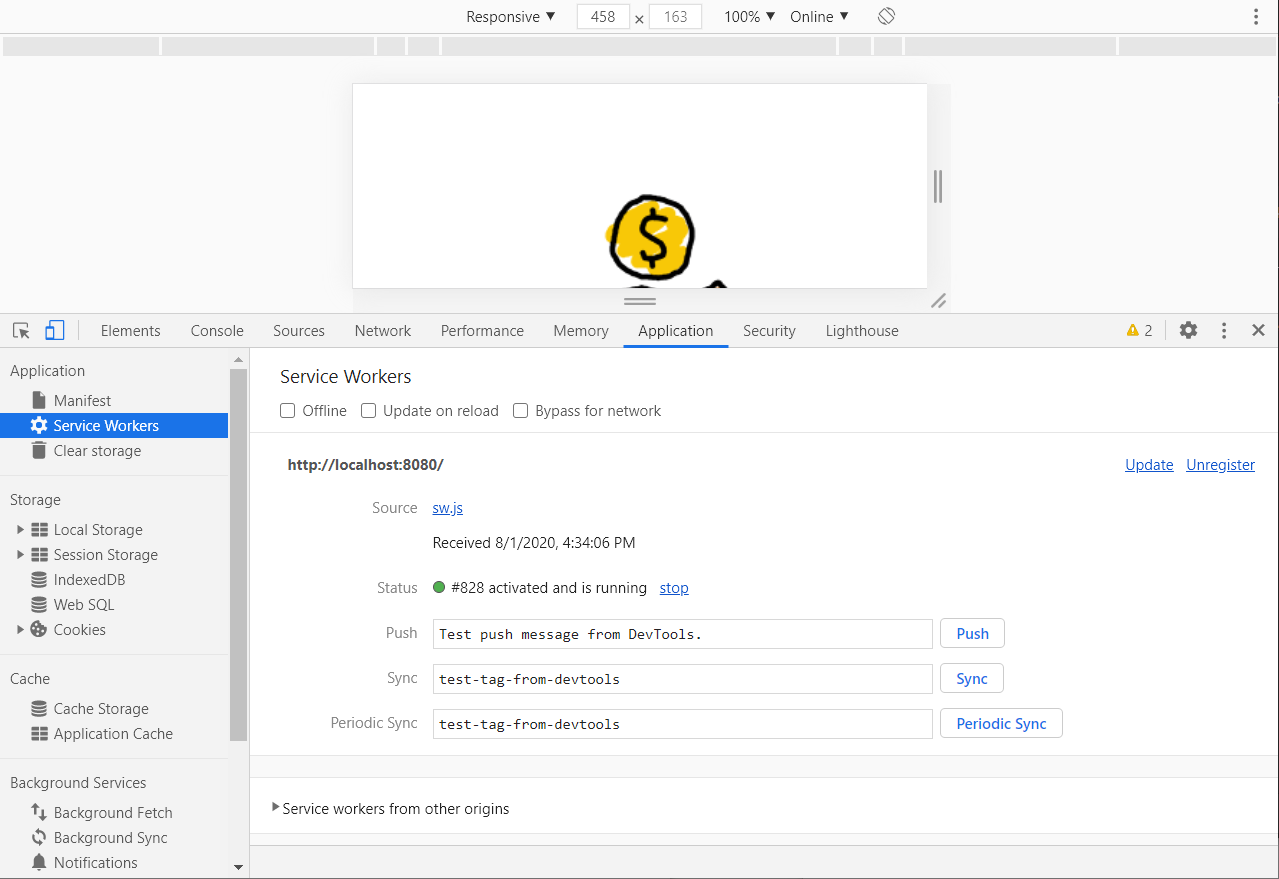 Responsive ▼ 458 × 163 100% ▼ Online ▼
$
Elements Console Sources Network Performance Memory Application Security Lighthouse 2
Application
Manifest
Service Workers
Clear storage
Storage
Local Storage
Session Storage
IndexedDB
Web SQL
Cookies
Cache
Cache Storage
Application Cache
Background Services
Background Fetch
Background Sync
Notifications
Service Workers
Offline Update on reload Bypass for network
http://localhost:8080/ Update Unregister
Source sw.js
Received 8/1/2020, 4:34:06 PM
Status #828 activated and is running stop
Push Test push message from DevTools. Push
Sync test-tag-from-devtools Sync
Periodic Sync test-tag-from-devtools Periodic Sync
Service workers from other origins